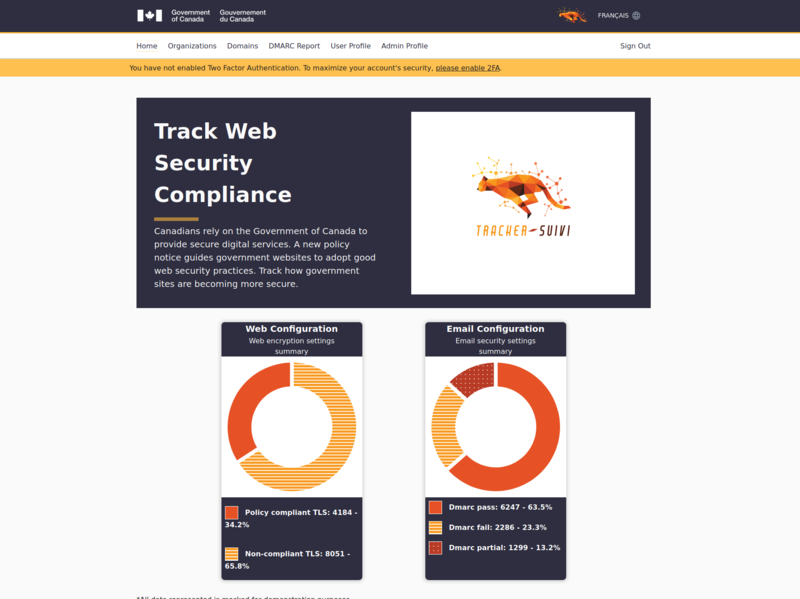 Government of Canada
Gouvernement du Canada
FRANÇAIS
Home Organizations Domains DMARC Report User Profile Admin Profile Sign Out
You have not enabled Two Factor Authentication. To maximize your account's security, please enable 2FA.
Track Web
Security
Compliance
Canadians rely on the Government of Canada to
provide secure digital services. A new policy
notice guides government websites to adopt good
web security practices. Track how government
sites are becoming more secure.
TRACKER-SUIVI
Web Configuration
Web encryption settings
summary
Policy compliant TLS: 4184 -
34.2%
Non-compliant TLS: 8051 -
65.8%
Email Configuration
Email security settings
summary
Dmarc pass: 6247 - 63.5%
Dmarc fail: 2286 - 23.3%
Dmarc partial: 1299 - 13.2%